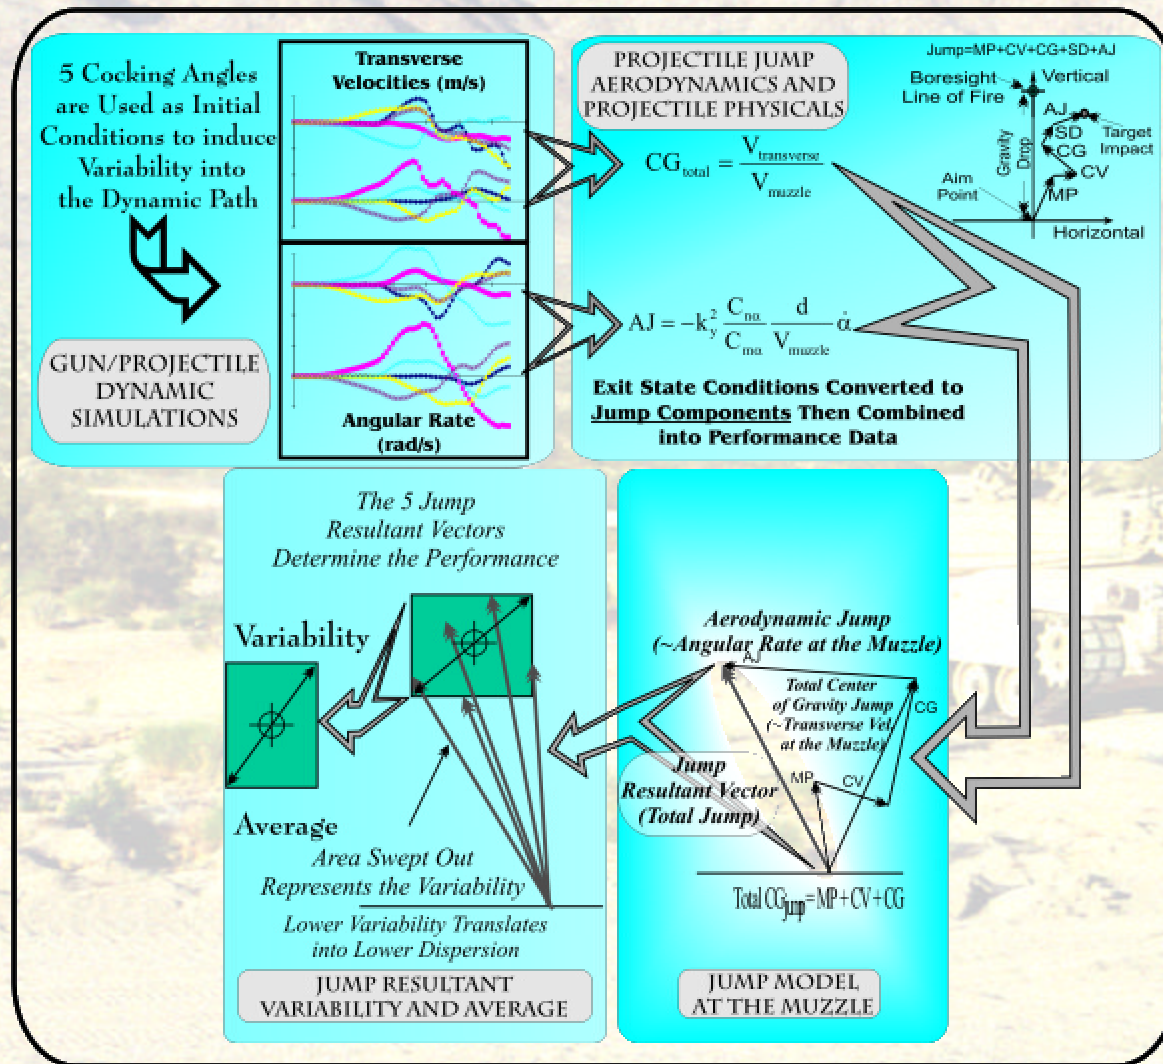 5 Cocking Angles
are Used as Initial
Conditions to induce
Variability into
the Dynamic Path
GUN/PROJECTILE
DYNAMIC
SIMULATIONS
Transverse
Velocities (m/s)
Angular Rate
(rad/s)
PROJECTILE JUMP
AERODYNAMICS AND
PROJECTILE PHYSICALS
CG_total = V_transverse / V_muzzle
AJ = -k_y^2 (C_nα / C_mα) (d / V_muzzle) α̇
Exit State Conditions Converted to
Jump Components Then Combined
into Performance Data
Jump=MP+CV+CG+SD+AJ
Boresight
Line of Fire
Vertical
AJ
SD
CG
Target
Impact
Gravity
Drop
CV
Aim
Point
MP
Horizontal
The 5 Jump
Resultant Vectors
Determine the Performance
Variability
Average
Area Swept Out
Represents the Variability
Lower Variability Translates
into Lower Dispersion
JUMP RESULTANT
VARIABILITY AND AVERAGE
Aerodynamic Jump
(~Angular Rate at the Muzzle)
AJ
Total Center
of Gravity Jump
(~Transverse Vel.
at the Muzzle)
CG
Jump
Resultant Vector
(Total Jump)
MP
CV
Total CG_jump=MP+CV+CG
JUMP MODEL
AT THE MUZZLE